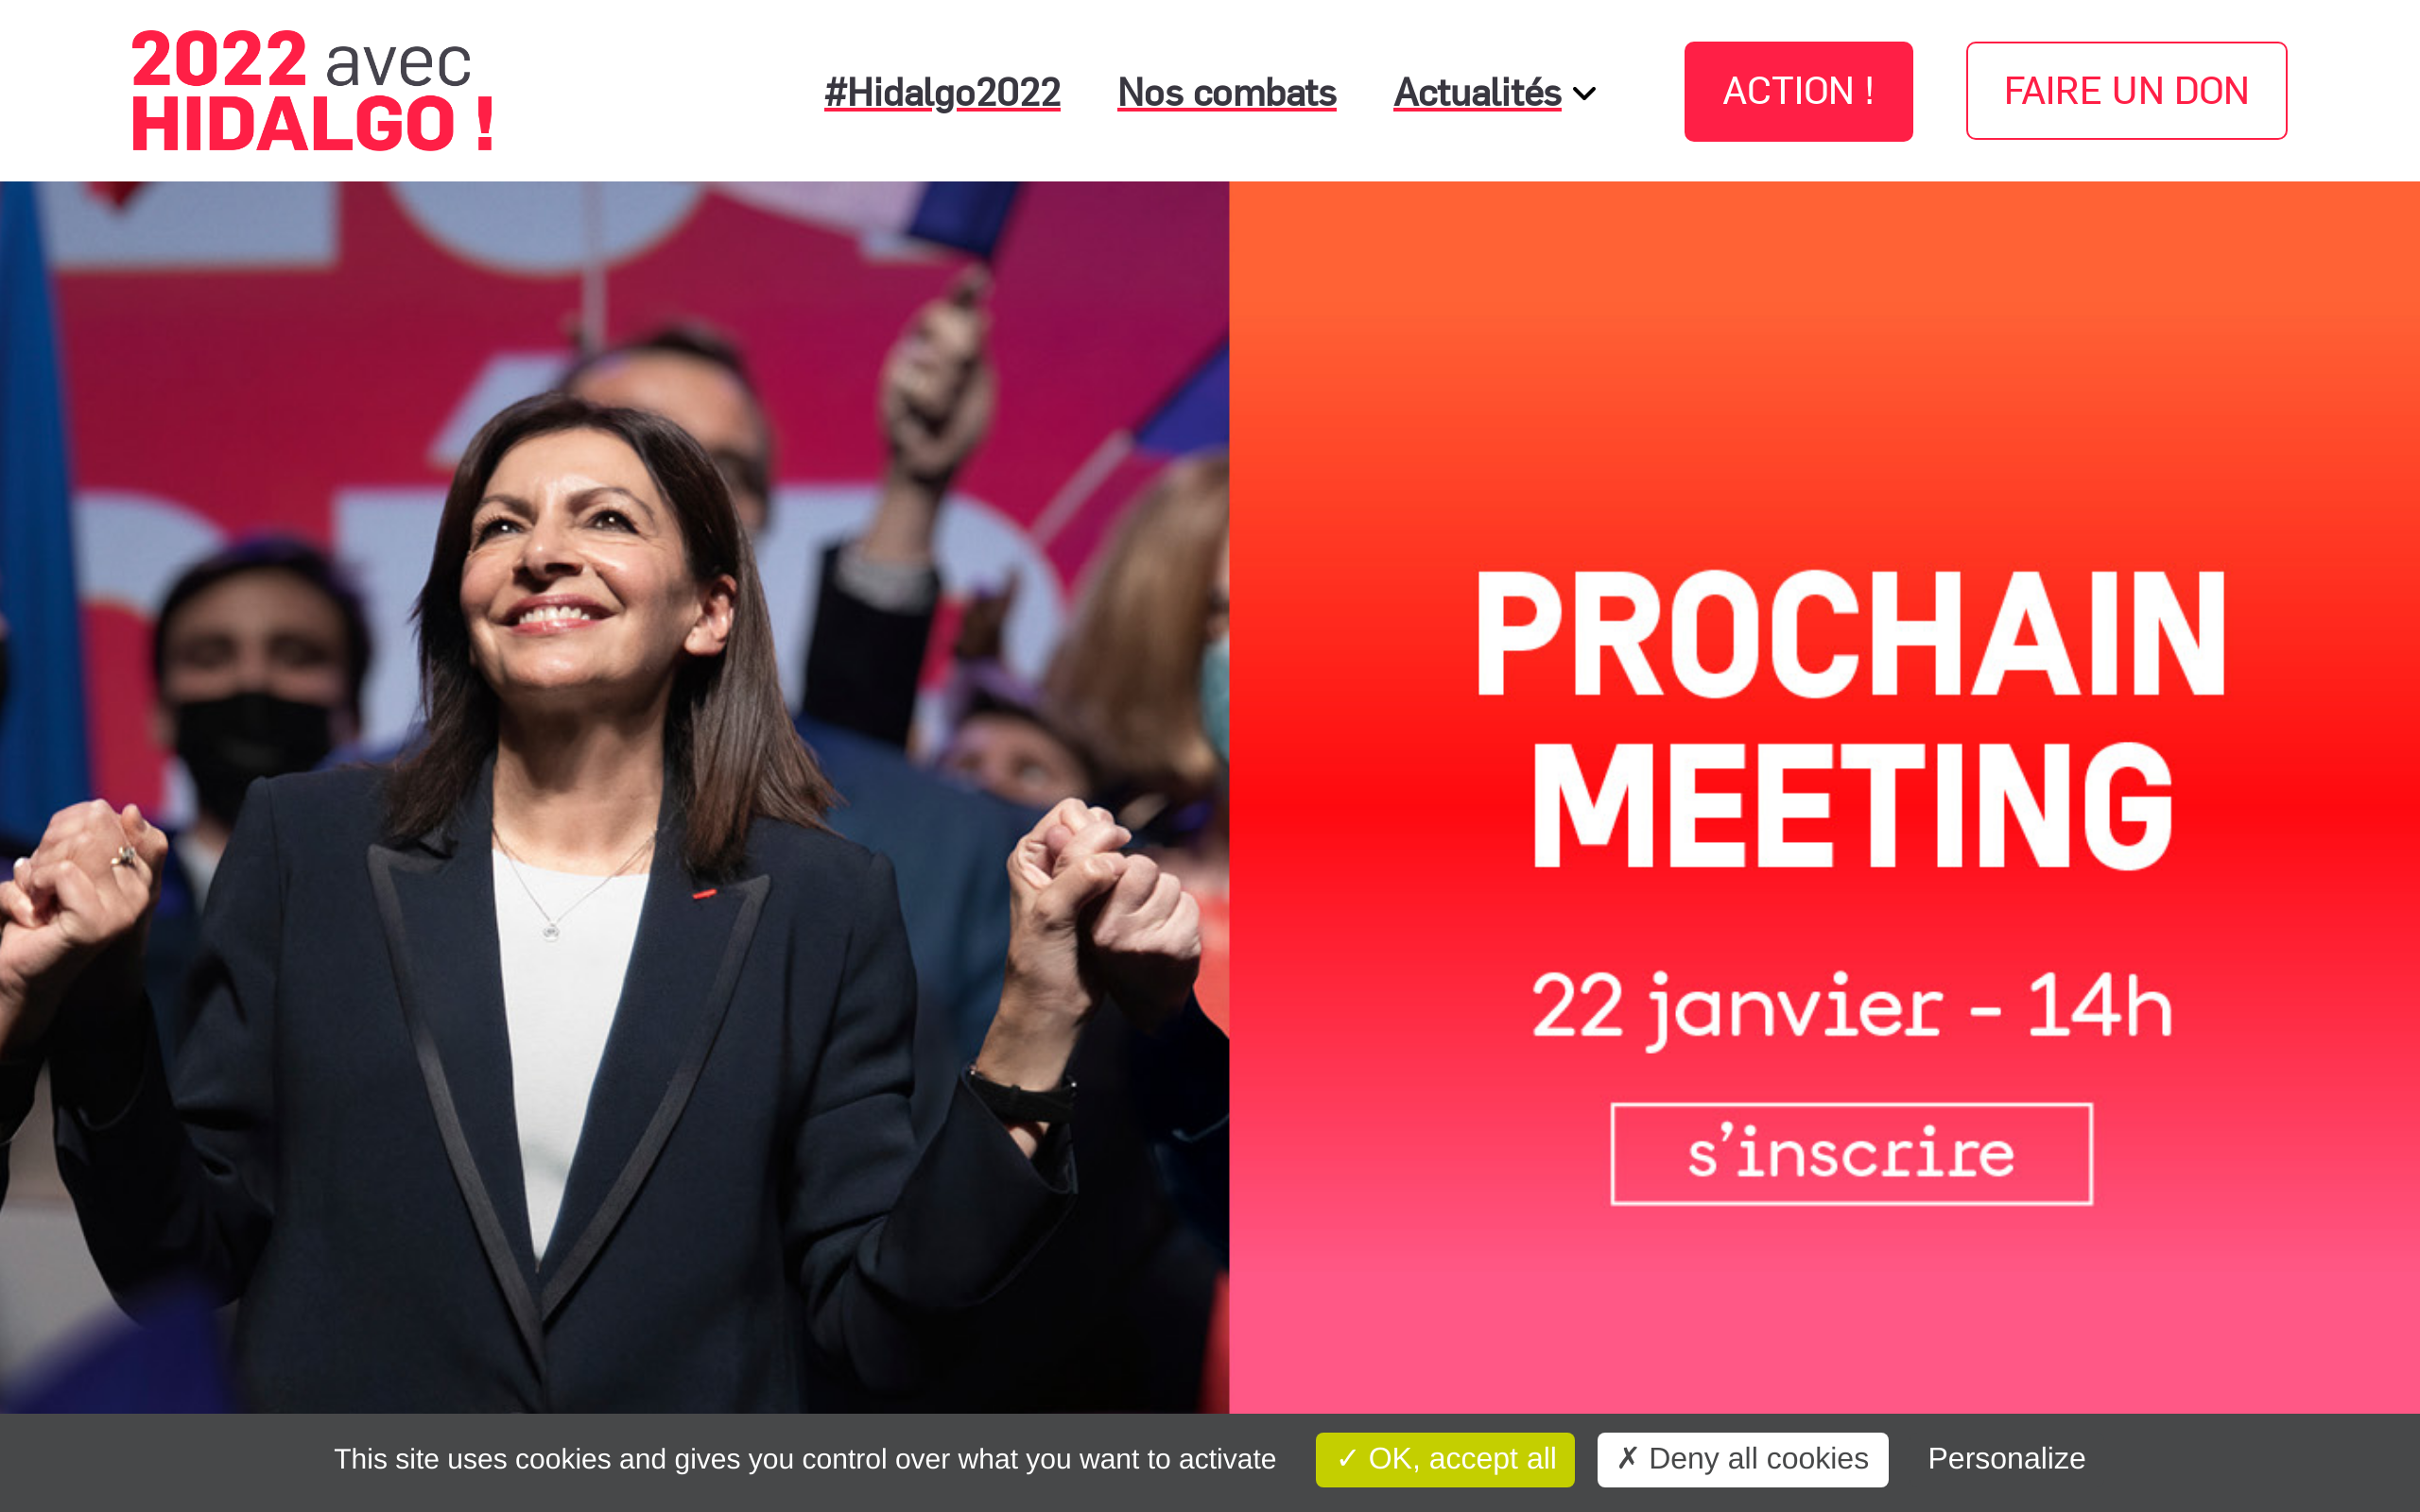 2022 avec
HIDALGO !
#Hidalgo2022
Nos combats
Actualités
ACTION !
FAIRE UN DON
PROCHAIN
MEETING
22 janvier - 14h
s’inscrire
This site uses cookies and gives you control over what you want to activate
✓ OK, accept all
✗ Deny all cookies
Personalize